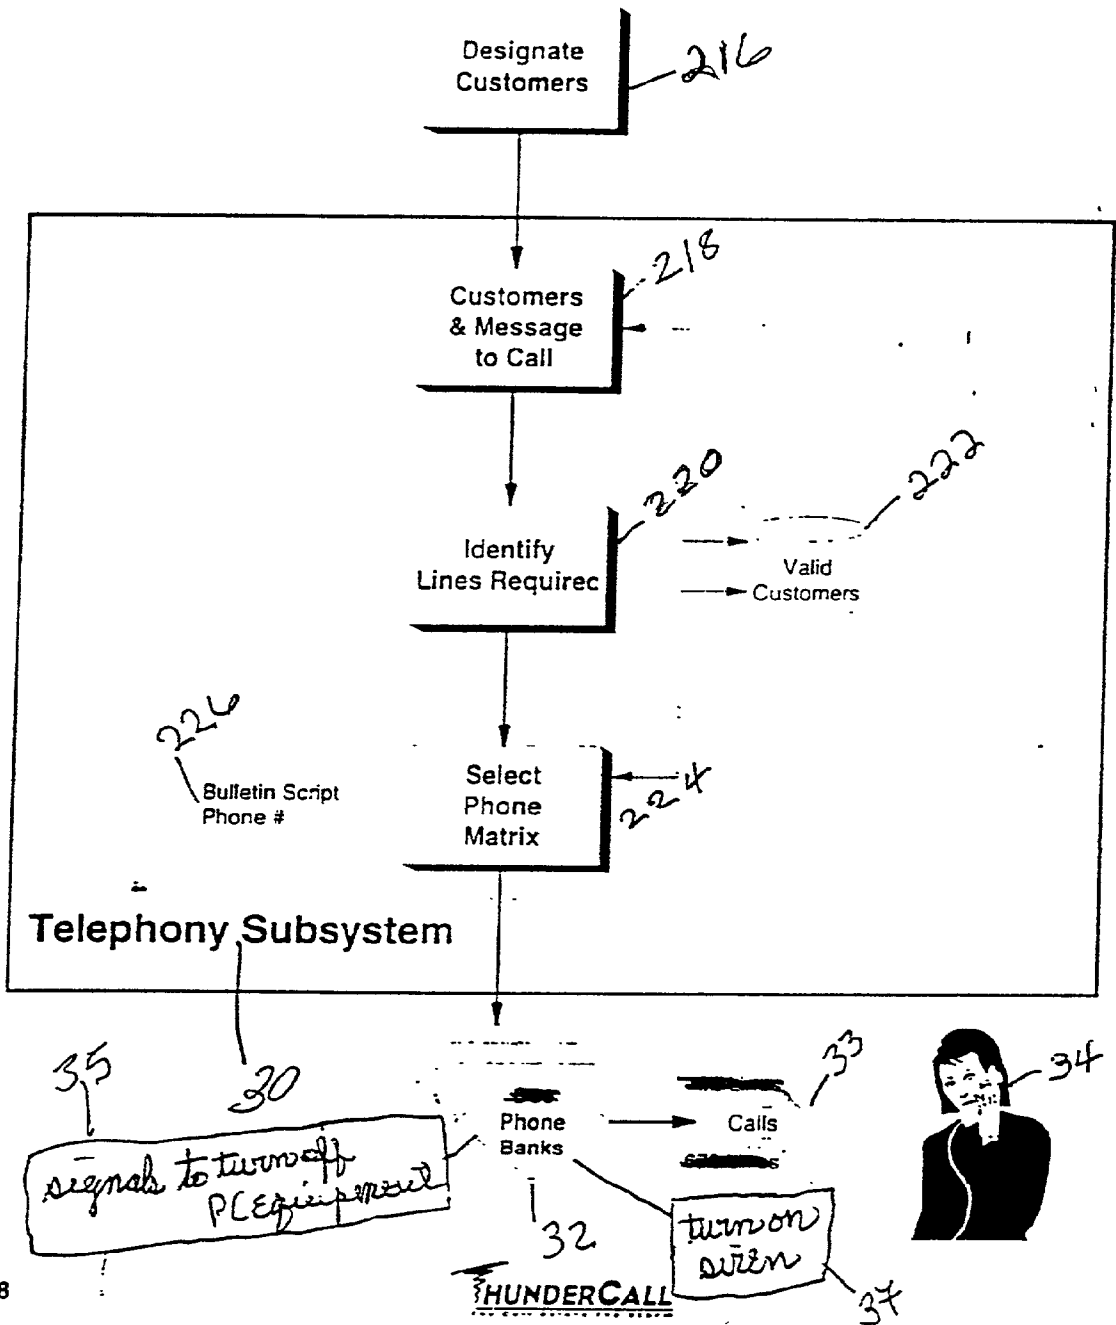 Designate
Customers
216
218
Customers
& Message
to Call
220
222
Identify
Lines Requirec
Valid
Customers
226
Bulletin Script
Phone #
Select
Phone
Matrix
224
Telephony Subsystem
35
30
33
34
Phone
Banks
Calls
signals to turn off
PC Equipment
32
turn on
siren
37
8
THUNDERCALL